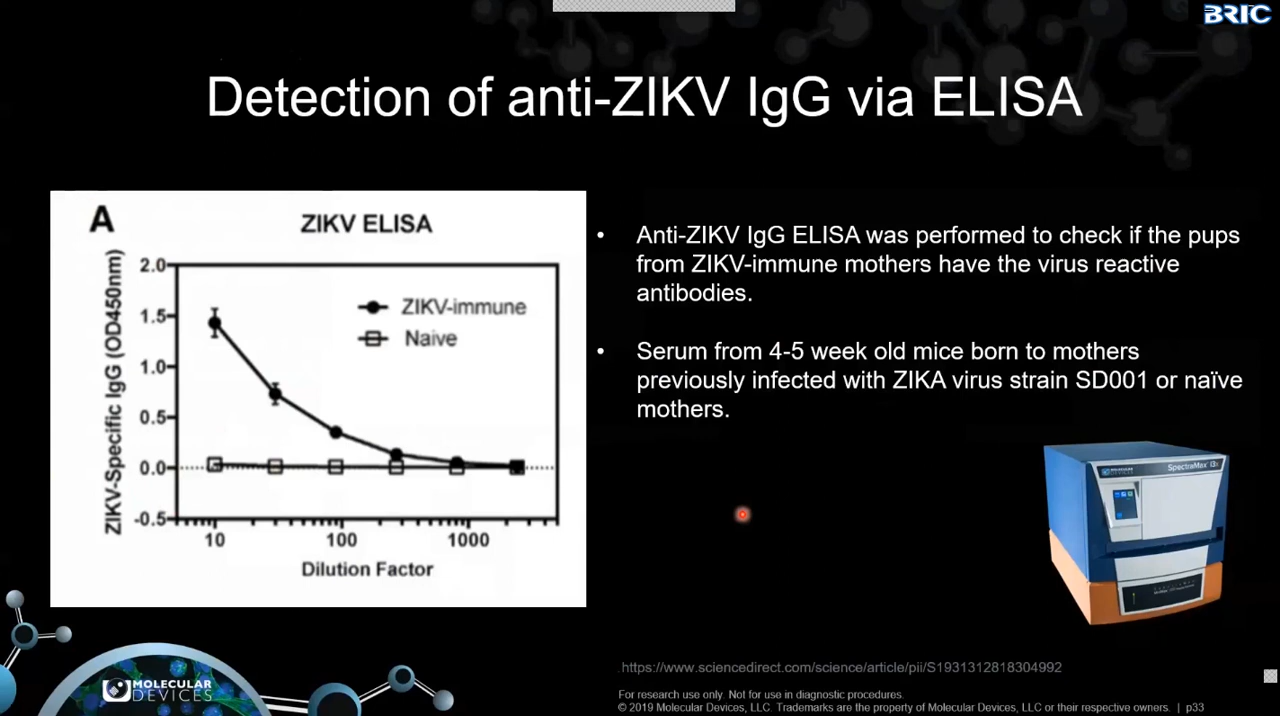 BRIC
Detection of anti-ZIKV IgG via ELISA
A
ZIKV ELISA
ZIKV-Specific IgG (OD450nm)
2.0
1.5
1.0
0.5
0.0
-0.5
ZIKV-immune
Naive
10
100
1000
Dilution Factor
• Anti-ZIKV IgG ELISA was performed to check if the pups
from ZIKV-immune mothers have the virus reactive
antibodies.
• Serum from 4-5 week old mice born to mothers
previously infected with ZIKA virus strain SD001 or naïve
mothers.
SpectraMax i3x
https://www.sciencedirect.com/science/article/pii/S1931312818304992
MOLECULAR
DEVICES
For research use only. Not for use in diagnostic procedures.
© 2019 Molecular Devices, LLC. Trademarks are the property of Molecular Devices, LLC or their respective owners. | p33